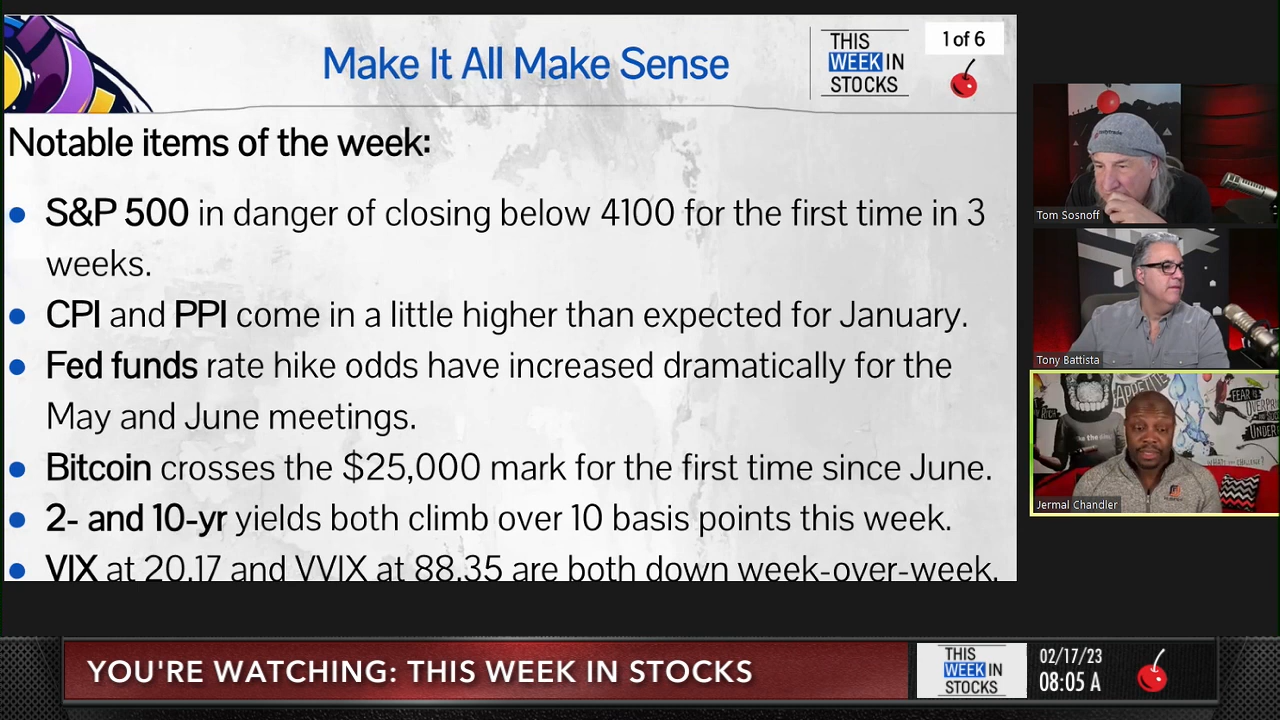 Make It All Make Sense
THIS
WEEK IN
STOCKS
1 of 6
Notable items of the week:
S&P 500 in danger of closing below 4100 for the first time in 3
weeks.
CPI and PPI come in a little higher than expected for January.
Fed funds rate hike odds have increased dramatically for the
May and June meetings.
Bitcoin crosses the $25,000 mark for the first time since June.
2- and 10-yr yields both climb over 10 basis points this week.
VIX at 20.17 and VVIX at 88.35 are both down week-over-week.
Tom Sosnoff
Tony Battista
APPETITE
FEAR IS
Jermal Chandler
YOU'RE WATCHING: THIS WEEK IN STOCKS
THIS
WEEK IN
STOCKS
02/17/23
08:05 A